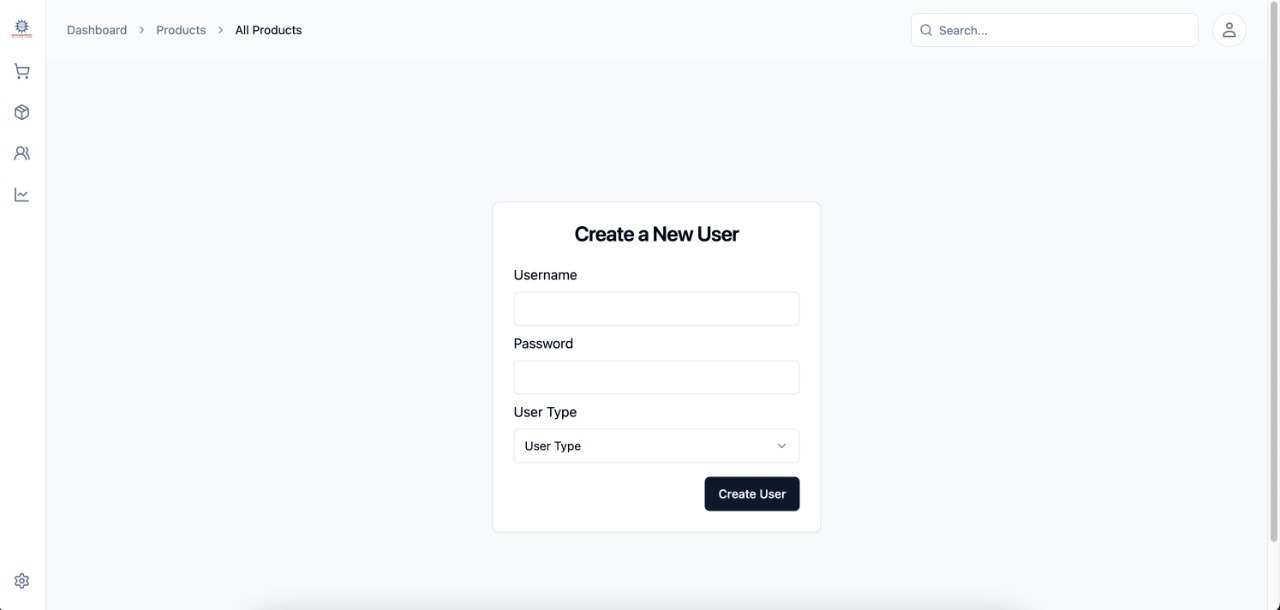 Dashboard > Products > All Products
Search...
Create a New User
Username
Password
User Type
User Type
Create User